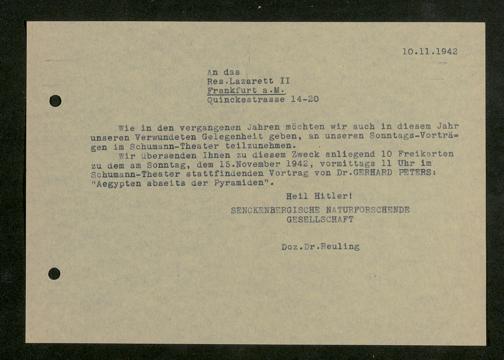 10.11.1942
An das
Res.Lazarett II
Frankfurt a.M.
Quinckestrasse 14-20
Wie in den vergangenen Jahren möchten wir auch in diesem Jahr
unseren Verwundeten Gelegenheit geben, an unseren Sonntags-Vorträ-
gen im Schumann-Theater teilzunehmen.
Wir übersenden Ihnen zu diesem Zweck anliegend 10 Freikarten
zu dem am Sonntag, dem 15.November 1942, vormittags 11 Uhr im
Schumann-Theater stattfindenden Vortrag von Dr.GERHARD PETERS:
"Aegypten abseits der Pyramiden".
Heil Hitler!
SENCKENBERGISCHE NATURFORSCHENDE
GESELLSCHAFT
Doz.Dr.Reuling